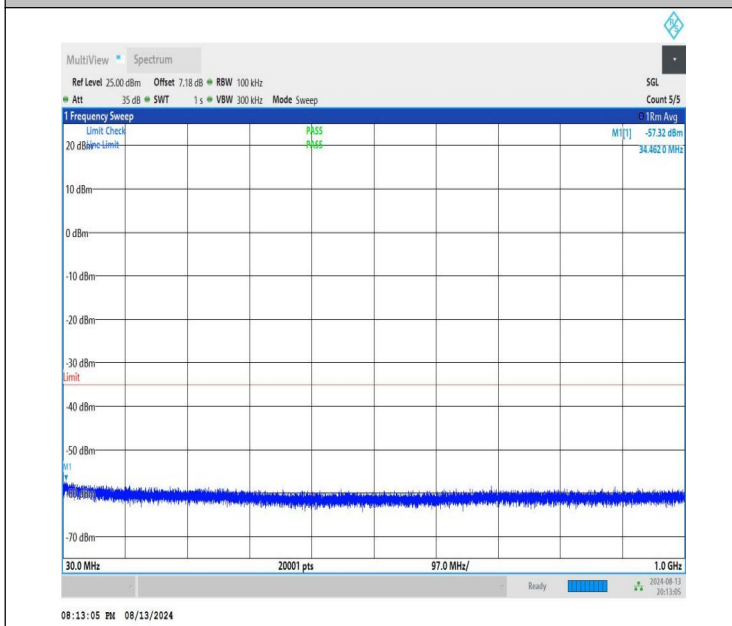 MultiView Spectrum
Ref Level 25.00 dBm Offset 7.18 dB RBW 100 kHz SGL
Att 35 dB SWT 1 s VBW 300 kHz Mode Sweep Count 5/5
1 Frequency Sweep 1Rm Avg
Limit Check PASS M1[1] -57.32 dBm
20 dBm Line Limit PASS 34.462 0 MHz
10 dBm
0 dBm
-10 dBm
-20 dBm
-30 dBm
Limit
-40 dBm
-50 dBm
M1
-70 dBm
30.0 MHz 20001 pts 97.0 MHz/ 1.0 GHz
Ready 2024-08-13
20:13:05
08:13:05 PM 08/13/2024